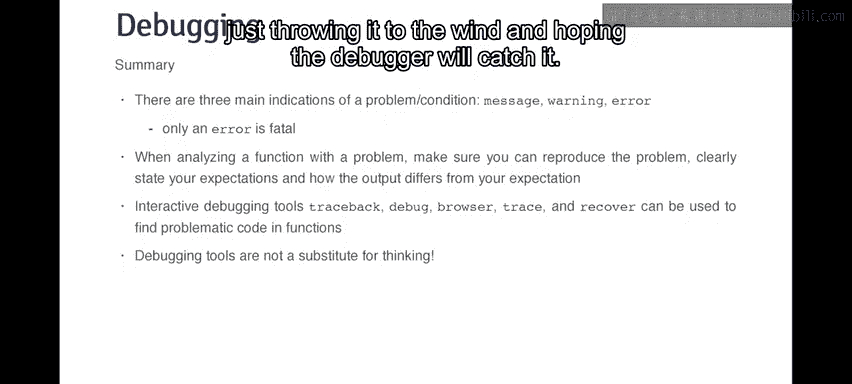 Debugging
just throwing it to the wind and hoping
the debugger will catch it.
Summary
· There are three main indications of a problem/condition: message, warning, error
- only an error is fatal
· When analyzing a function with a problem, make sure you can reproduce the problem, clearly
state your expectations and how the output differs from your expectation
· Interactive debugging tools traceback, debug, browser, trace, and recover can be used to
find problematic code in functions
· Debugging tools are not a substitute for thinking!